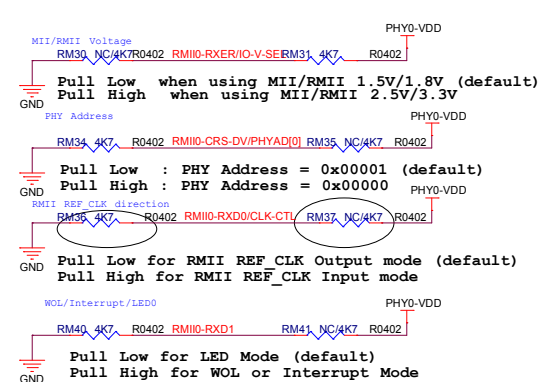 PHY0-VDD
MII/RMII Voltage
RM30 NC/4K7 R0402 RMII0-RXER/IO-V-SEL RM31 4K7 R0402
Pull Low when using MII/RMII 1.5V/1.8V (default)
Pull High when using MII/RMII 2.5V/3.3V
GND
PHY Address
PHY0-VDD
RM34 4K7 R0402 RMII0-CRS-DV/PHYAD[0] RM35 NC/4K7 R0402
Pull Low : PHY Address = 0x00001 (default)
Pull High : PHY Address = 0x00000
GND
PHY0-VDD
RMII REF_CLK direction
RM36 4K7 R0402 RMII0-RXD0/CLK-CTL RM37 NC/4K7 R0402
Pull Low for RMII REF_CLK Output mode (default)
GND
Pull High for RMII REF_CLK Input mode
WOL/Interrupt/LED0
PHY0-VDD
RM40 4K7 R0402 RMII0-RXD1 RM41 NC/4K7 R0402
Pull Low for LED Mode (default)
Pull High for WOL or Interrupt Mode
GND